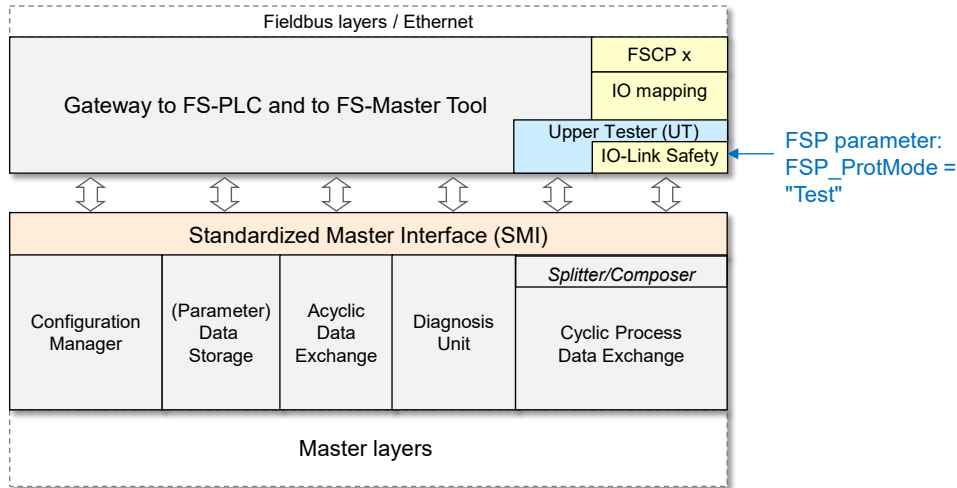 Fieldbus layers / Ethernet
FSCP x
Gateway to FS-PLC and to FS-Master Tool
IO mapping
Upper Tester (UT)
IO-Link Safety
FSP parameter:
FSP_ProtMode =
"Test"
Standardized Master Interface (SMI)
Configuration
Manager
(Parameter)
Data
Storage
Acyclic
Data
Exchange
Diagnosis
Unit
Splitter/Composer
Cyclic Process
Data Exchange
Master layers